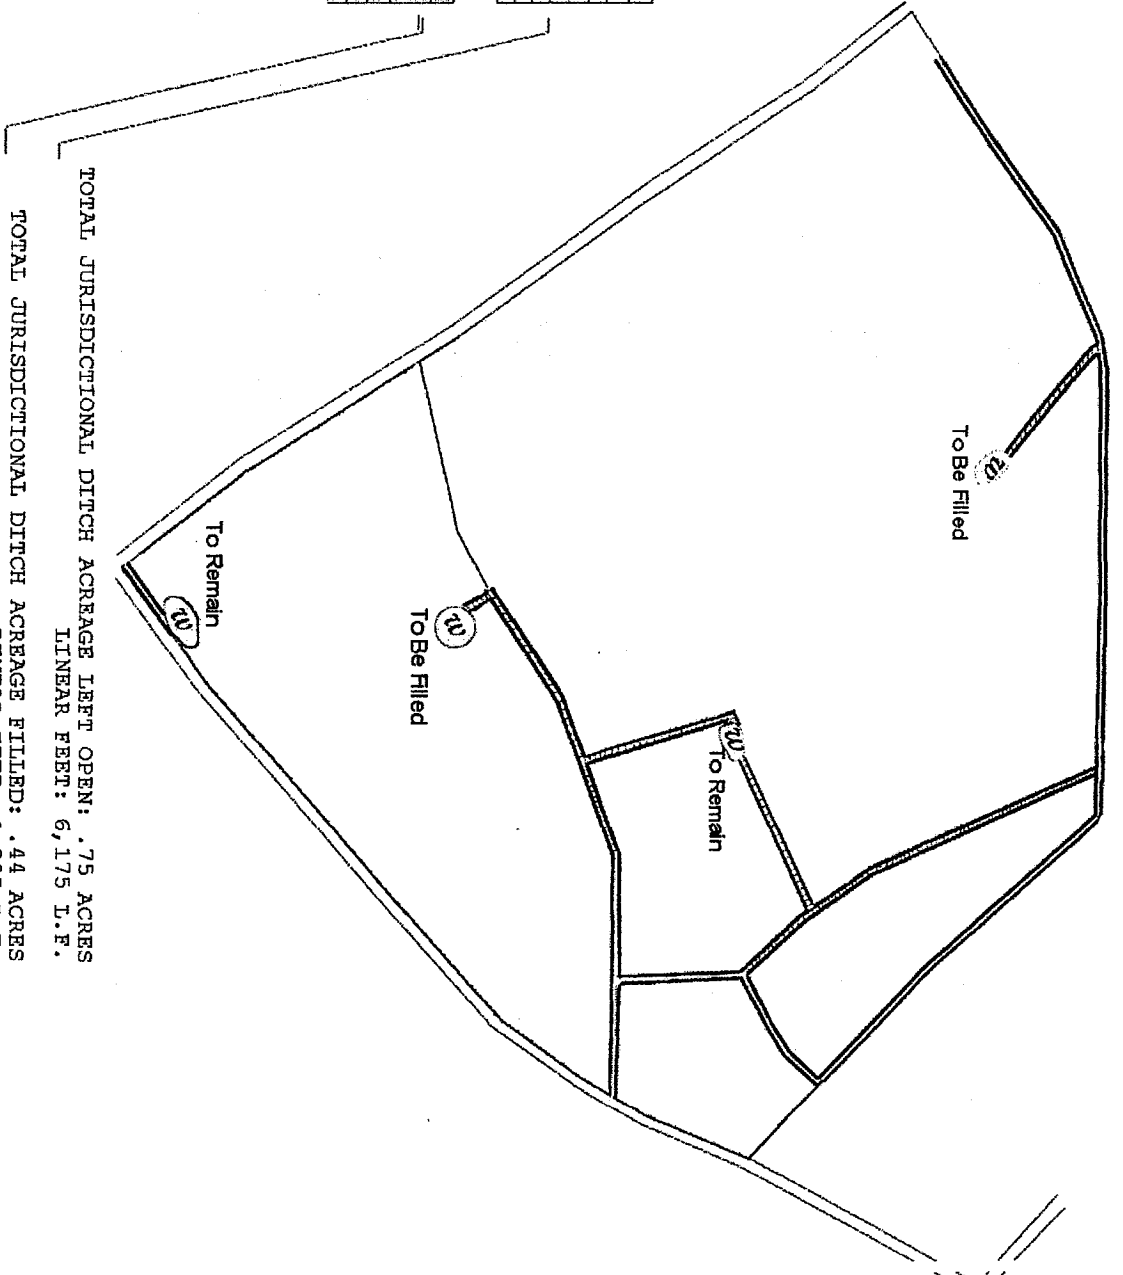 To Be Filled
w
w
To Remain
To Be Filled
w
To Remain
w
TOTAL JURISDICTIONAL DITCH ACREAGE LEFT OPEN: .75 ACRES
LINEAR FEET: 6,175 L.F.
TOTAL JURISDICTIONAL DITCH ACREAGE FILLED: .44 ACRES